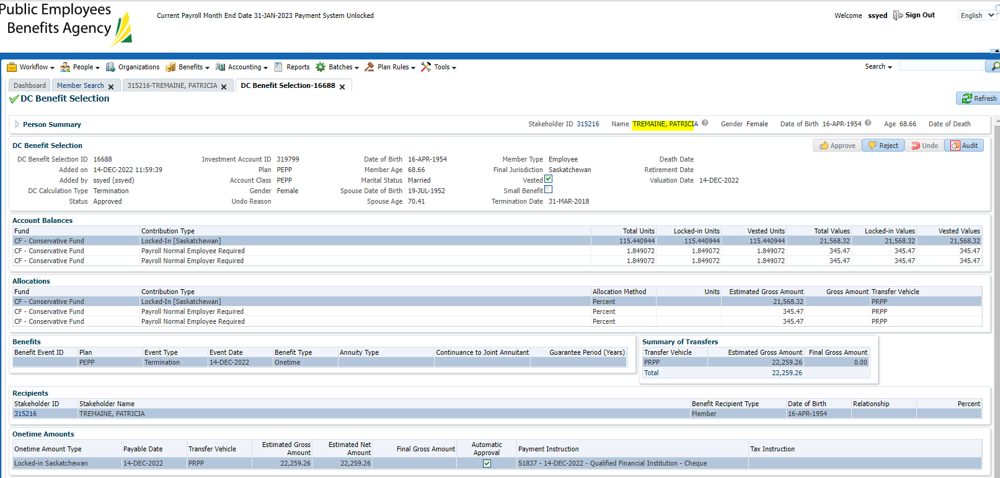 Public Employees
Benefits Agency
Current Payroll Month End Date 31-JAN-2023 Payment System Unlocked
Welcome ssyed Sign Out English
Workflow People Organizations Benefits Accounting Reports Batches Plan Rules Tools Search
Dashboard Member Search 315216-TREMAINE, PATRICIA DC Benefit Selection-16688
DC Benefit Selection Refresh
Person Summary Stakeholder ID 315216 Name TREMAINE, PATRICIA Gender Female Date of Birth 16-APR-1954 Age 68.66 Date of Death
DC Benefit Selection Approve Reject Undo Audit
DC Benefit Selection ID 16688 Investment Account ID 319799 Date of Birth 16-APR-1954 Member Type Employee Death Date
Added on 14-DEC-2022 11:59:39 Plan PEPP Member Age 68.66 Final Jurisdiction Saskatchewan Retirement Date
Added by ssyed (ssyed) Account Class PEPP Marital Status Married Vested Valuation Date 14-DEC-2022
DC Calculation Type Termination Gender Female Spouse Date of Birth 19-JUL-1952 Small Benefit
Status Approved Undo Reason Spouse Age 70.41 Termination Date 31-MAR-2018
Account Balances
Fund Contribution Type Total Units Locked-in Units Vested Units Total Values Locked-in Values Vested Values
CF - Conservative Fund Locked-In [Saskatchewan] 115.440944 115.440944 115.440944 21,568.32 21,568.32 21,568.32
CF - Conservative Fund Payroll Normal Employee Required 1.849072 1.849072 1.849072 345.47 345.47 345.47
CF - Conservative Fund Payroll Normal Employer Required 1.849072 1.849072 1.849072 345.47 345.47 345.47
Allocations
Fund Contribution Type Allocation Method Units Estimated Gross Amount Gross Amount Transfer Vehicle
CF - Conservative Fund Locked-In [Saskatchewan] Percent 21,568.32 PRPP
CF - Conservative Fund Payroll Normal Employer Required Percent 345.47 PRPP
CF - Conservative Fund Payroll Normal Employee Required Percent 345.47 PRPP
Benefits
Benefit Event ID Plan Event Type Event Date Benefit Type Annuity Type Continuance to Joint Annuitant Guarantee Period (Years)
PEPP Termination 14-DEC-2022 Onetime
Summary of Transfers
Transfer Vehicle Estimated Gross Amount Final Gross Amount
PRPP 22,259.26 0.00
Total 22,259.26
Recipients
Stakeholder ID Stakeholder Name Benefit Recipient Type Date of Birth Relationship Percent
315216 TREMAINE, PATRICIA Member 16-APR-1954
Onetime Amounts
Onetime Amount Type Payable Date Transfer Vehicle Estimated Gross Amount Estimated Net Amount Final Gross Amount Automatic Approval Payment Instruction Tax Instruction
Locked-in Saskatchewan 14-DEC-2022 PRPP 22,259.26 22,259.26 51837 - 14-DEC-2022 - Qualified Financial Institution - Cheque